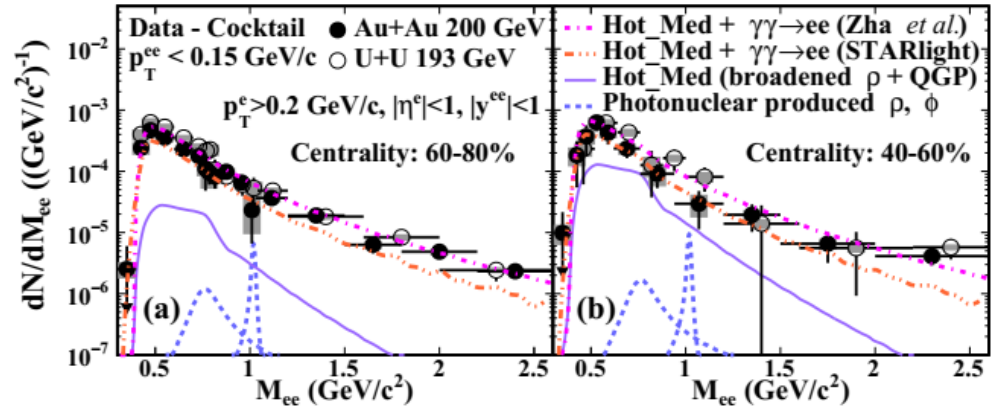 Data - Cocktail ● Au+Au 200 GeV
p_T^ee < 0.15 GeV/c ○ U+U 193 GeV
p_T^e>0.2 GeV/c, |η^e|<1, |y^ee|<1
Centrality: 60-80%
Hot_Med + γγ→ee (Zha et al.)
Hot_Med + γγ→ee (STARlight)
Hot_Med (broadened ρ + QGP)
Photonuclear produced ρ, φ
Centrality: 40-60%
dN/dM_ee ((GeV/c²)⁻¹)
10⁻²
10⁻³
10⁻⁴
10⁻⁵
10⁻⁶
10⁻⁷
(a)
(b)
0.5 1 1.5 2 2.5
0.5 1 1.5 2 2.5
M_ee (GeV/c²)
M_ee (GeV/c²)